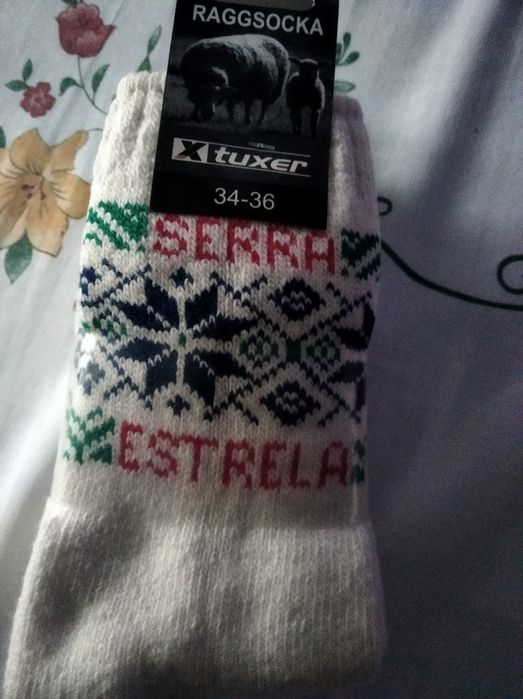 RAGGSOCKA
X tuxer
34-36
SERRA
ESTRELA